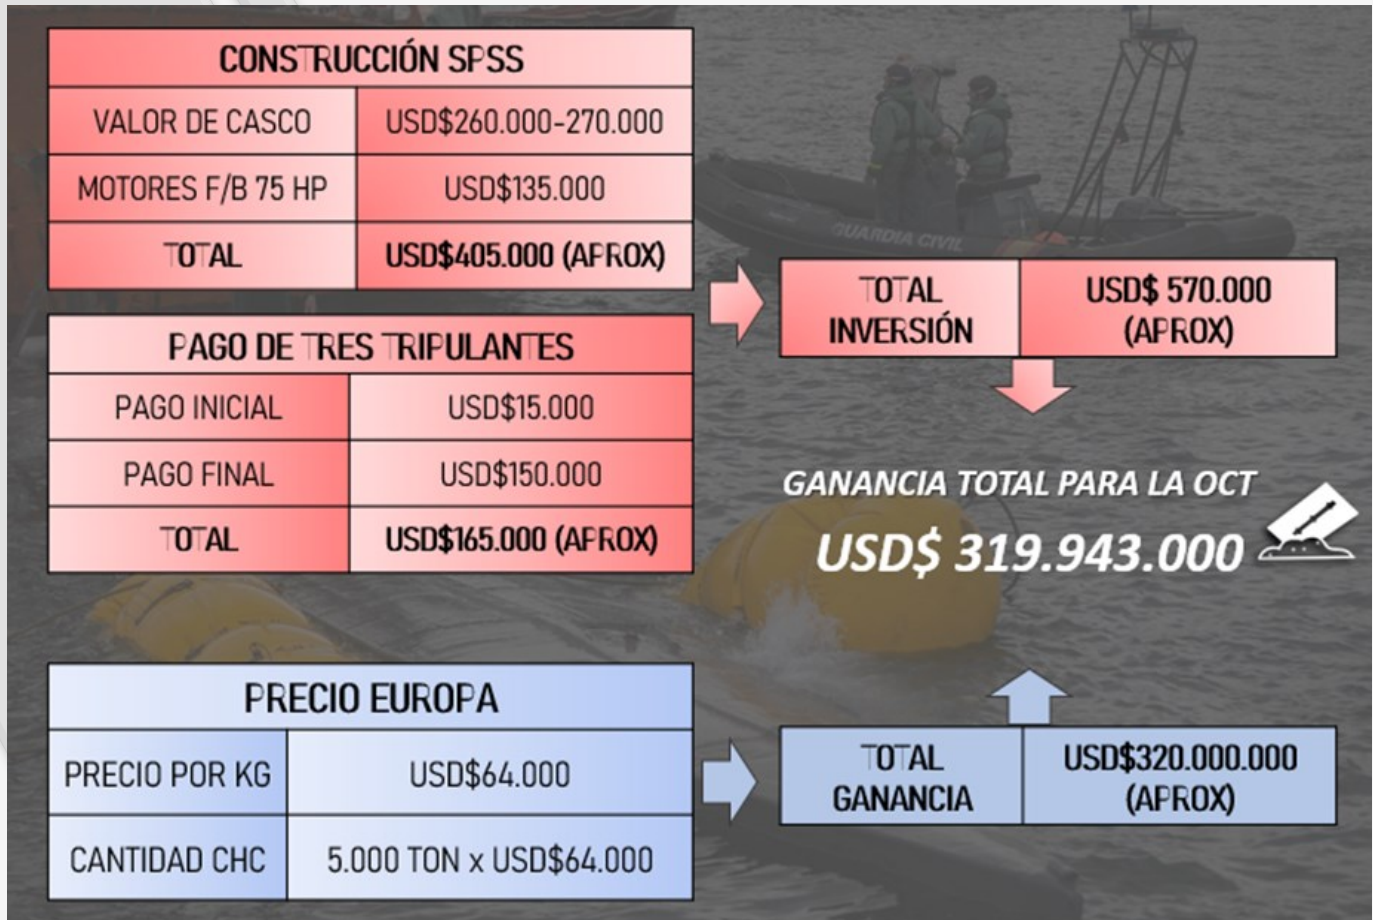 CONSTRUCCIÓN SPSS
VALOR DE CASCO USD$260.000-270.000
MOTORES F/B 75 HP USD$135.000
TOTAL USD$405.000 (APROX)
PAGO DE TRES TRIPULANTES
PAGO INICIAL USD$15.000
PAGO FINAL USD$150.000
TOTAL USD$165.000 (APROX)
GUARDIA CIVIL
TOTAL
INVERSIÓN
USD$ 570.000
(APROX)
GANANCIA TOTAL PARA LA OCT
USD$ 319.943.000
PRECIO EUROPA
PRECIO POR KG USD$64.000
CANTIDAD CHC 5.000 TON x USD$64.000
TOTAL
GANANCIA
USD$320.000.000
(APROX)